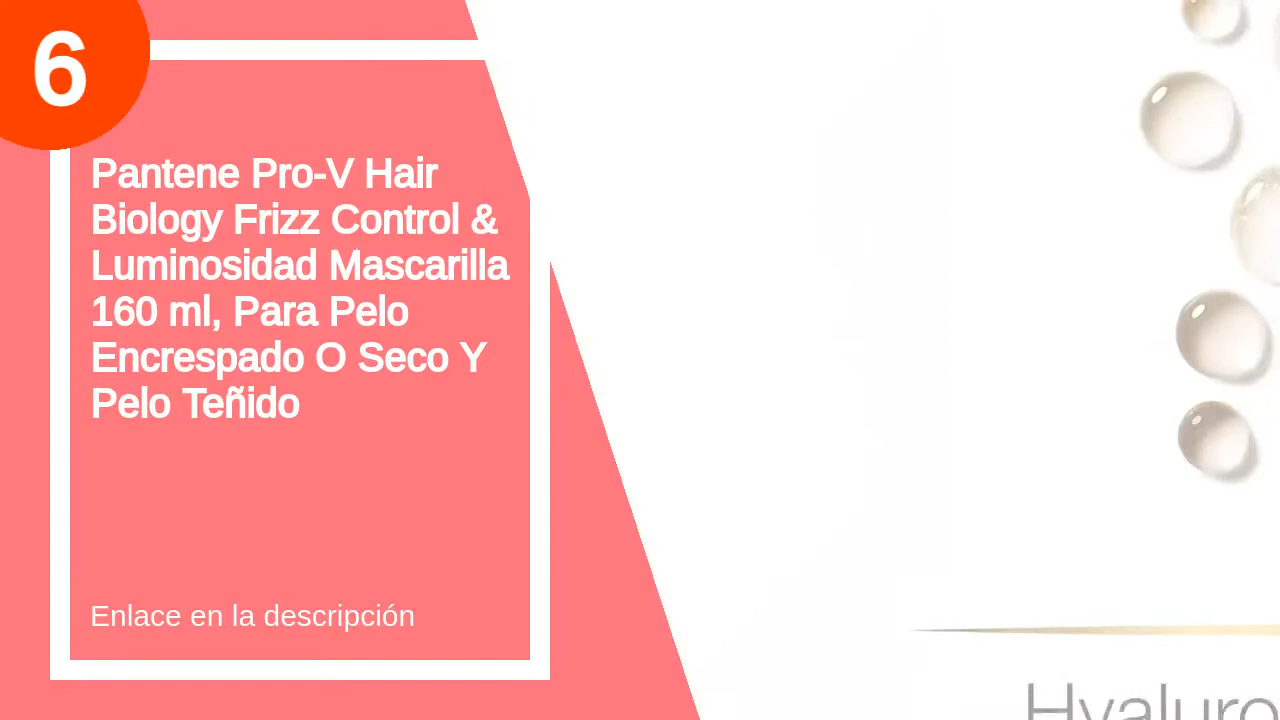 6
Pantene Pro-V Hair
Biology Frizz Control &
Luminosidad Mascarilla
160 ml, Para Pelo
Encrespado O Seco Y
Pelo Teñido
Enlace en la descripción
Hyaluro